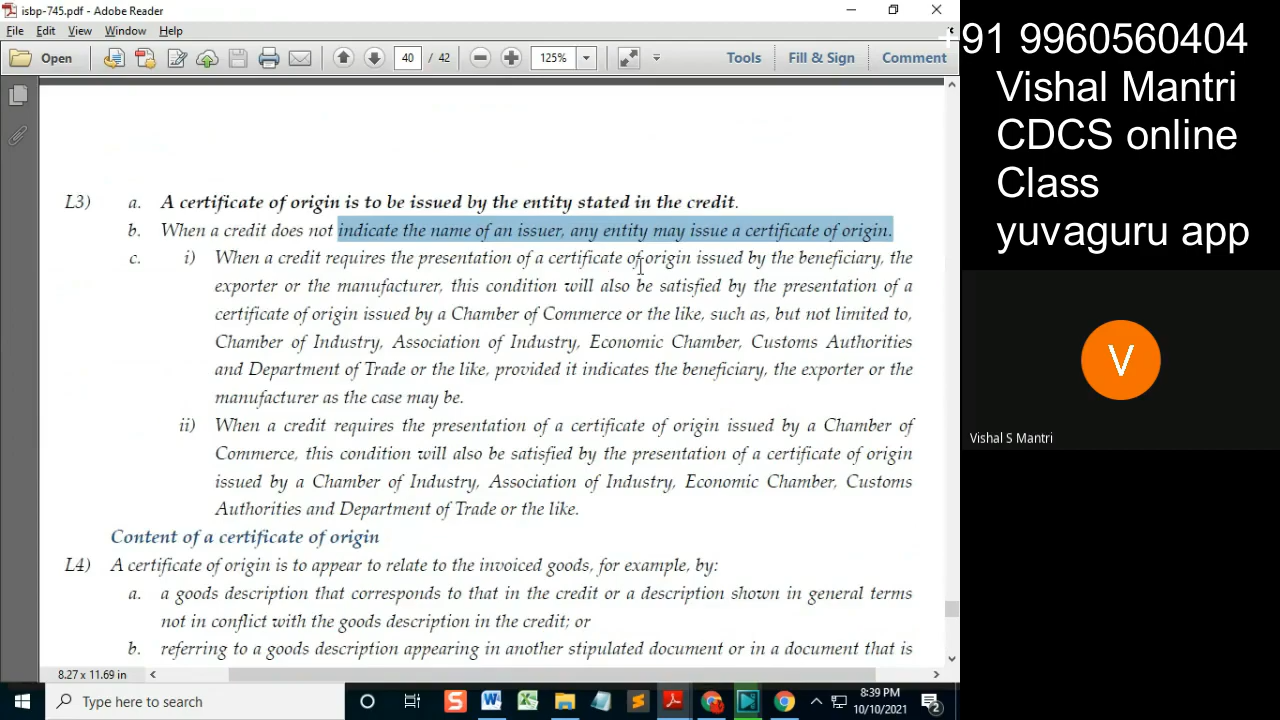 isbp-745.pdf - Adobe Reader
File Edit View Window Help
Open 40 / 42 125% Tools Fill & Sign Comment
L3) a. A certificate of origin is to be issued by the entity stated in the credit.
b. When a credit does not indicate the name of an issuer, any entity may issue a certificate of origin.
c. i) When a credit requires the presentation of a certificate of origin issued by the beneficiary, the
exporter or the manufacturer, this condition will also be satisfied by the presentation of a
certificate of origin issued by a Chamber of Commerce or the like, such as, but not limited to,
Chamber of Industry, Association of Industry, Economic Chamber, Customs Authorities
and Department of Trade or the like, provided it indicates the beneficiary, the exporter or the
manufacturer as the case may be.
ii) When a credit requires the presentation of a certificate of origin issued by a Chamber of
Commerce, this condition will also be satisfied by the presentation of a certificate of origin
issued by a Chamber of Industry, Association of Industry, Economic Chamber, Customs
Authorities and Department of Trade or the like.
Content of a certificate of origin
L4) A certificate of origin is to appear to relate to the invoiced goods, for example, by:
a. a goods description that corresponds to that in the credit or a description shown in general terms
not in conflict with the goods description in the credit; or
b. referring to a goods description appearing in another stipulated document or in a document that is
8.27 x 11.69 in
Type here to search
8:39 PM
10/10/2021
2
+91 9960560404
Vishal Mantri
CDCS online
Class
yuvaguru app
V
Vishal S Mantri